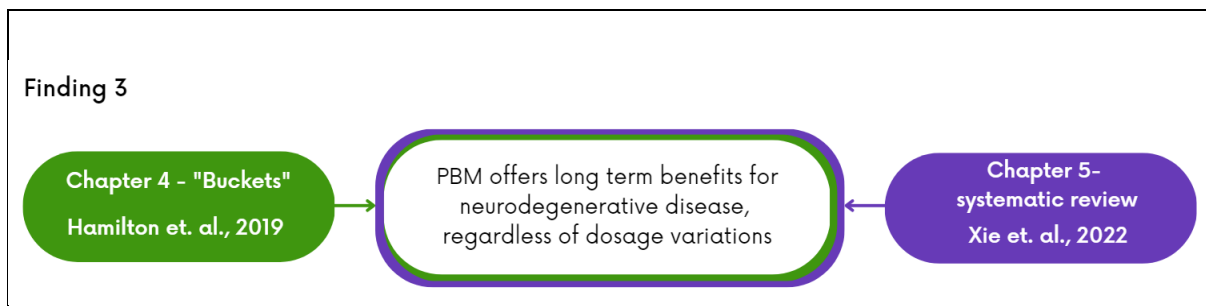 Finding 3
Chapter 4 - "Buckets"
Hamilton et. al., 2019
PBM offers long term benefits for
neurodegenerative disease,
regardless of dosage variations
Chapter 5-
systematic review
Xie et. al., 2022